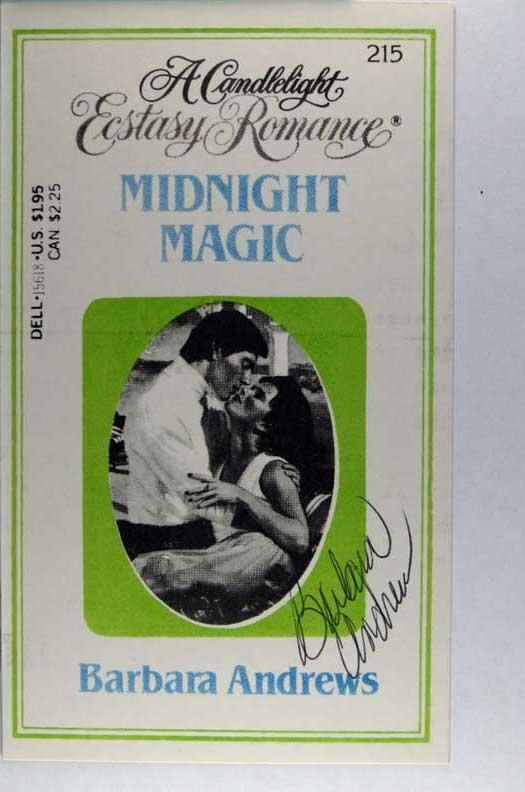 215
A Candlelight
Ecstasy Romance®
MIDNIGHT
MAGIC
DELL•15618•U.S. $1.95
CAN $2.25
Barbara
Andrews
Barbara Andrews